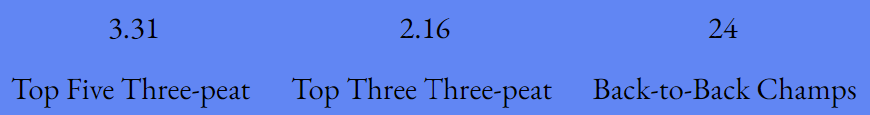 3.31 2.16 24
Top Five Three-peat Top Three Three-peat Back-to-Back Champs